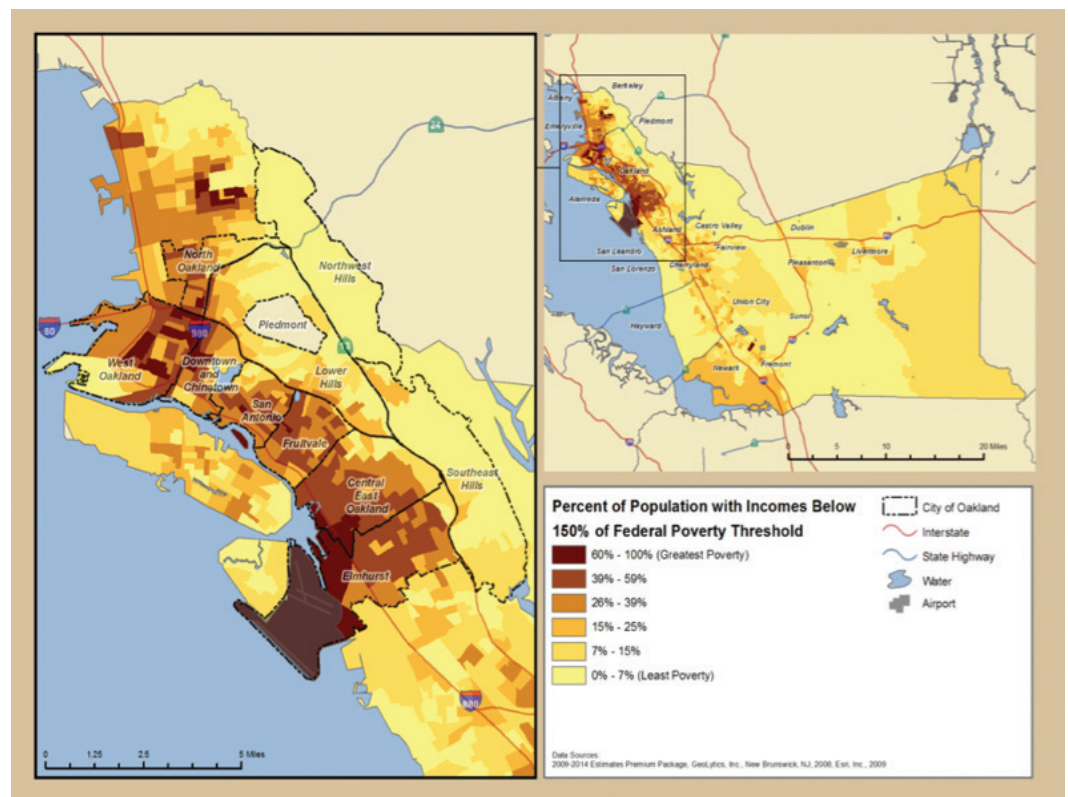 24
North
Oakland
Northwest
Hills
80
980
Piedmont
West
Oakland
Downtown
and
Chinatown
Lower
Hills
San
Antonio
Fruitvale
Central
East
Oakland
Southeast
Hills
Elmhurst
880
0 1.25 2.5 5 Miles
Berkeley
Albany
Piedmont
Emeryville
Oakland
Alameda
Ashland
Castro Valley
Dublin
San Leandro
Fairview
Livermore
Cherryland
Pleasanton
San Lorenzo
Union City
Sunol
Hayward
Newark
Fremont
0 5 10 20 Miles
Percent of Population with Incomes Below
150% of Federal Poverty Threshold
60% - 100% (Greatest Poverty)
39% - 59%
26% - 39%
15% - 25%
7% - 15%
0% - 7% (Least Poverty)
City of Oakland
Interstate
State Highway
Water
Airport
Data Sources:
2009-2014 Estimates Premium Package, GeoLytics, Inc., New Brunswick, NJ, 2008; Esri, Inc., 2009